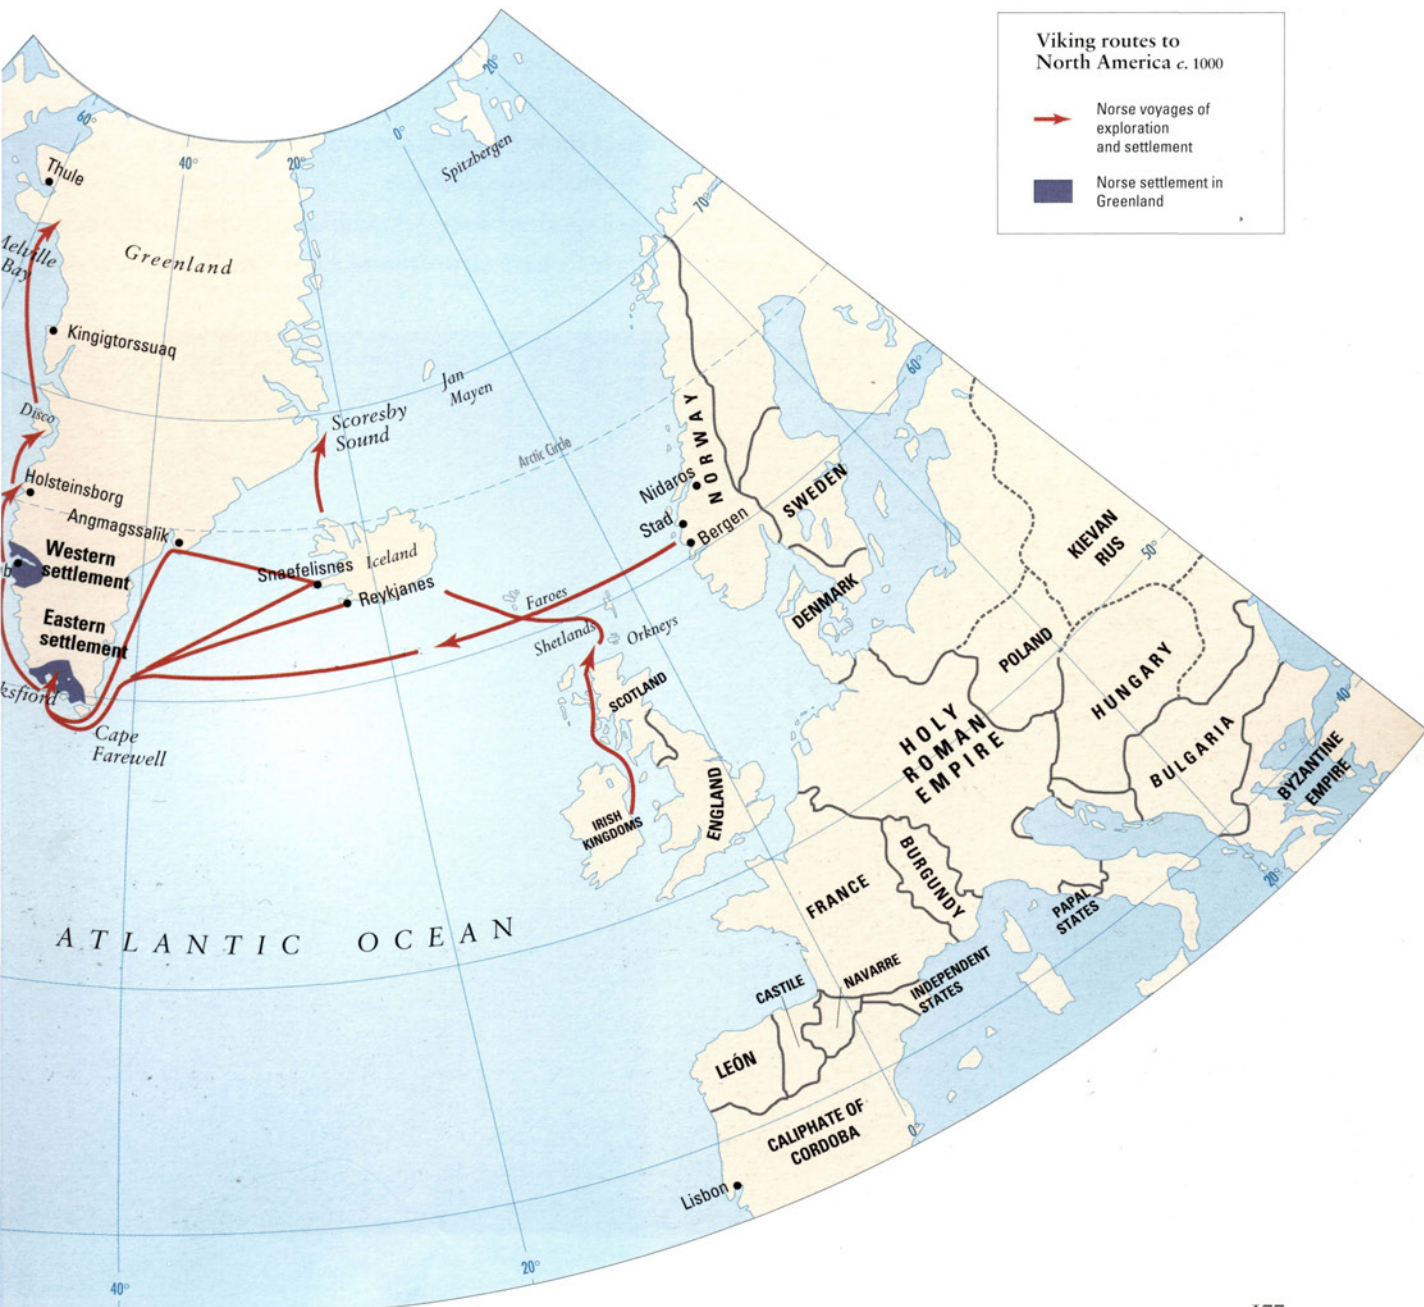 Viking routes to
North America c. 1000
Norse voyages of
exploration
and settlement
Norse settlement in
Greenland
60°
40°
20°
0°
20°
70°
60°
50°
40°
20°
0°
20°
40°
Thule
Melville
Bay
Greenland
Kingigtorssuaq
Disco
Holsteinsborg
Angmagssalik
Western
settlement
Eastern
settlement
ksfiord
Cape
Farewell
Spitzbergen
Jan
Mayen
Scoresby
Sound
Arctic Circle
Snaefelisnes
Iceland
Reykjanes
Faroes
Shetlands
Orkneys
NORWAY
Nidaros
Stad
Bergen
SWEDEN
DENMARK
KIEVAN
RUS
POLAND
HUNGARY
BULGARIA
BYZANTINE
EMPIRE
HOLY
ROMAN
EMPIRE
SCOTLAND
ENGLAND
IRISH
KINGDOMS
FRANCE
BURGUNDY
PAPAL
STATES
ATLANTIC OCEAN
CASTILE
NAVARRE
INDEPENDENT
STATES
LEÓN
CALIPHATE OF
CORDOBA
Lisbon